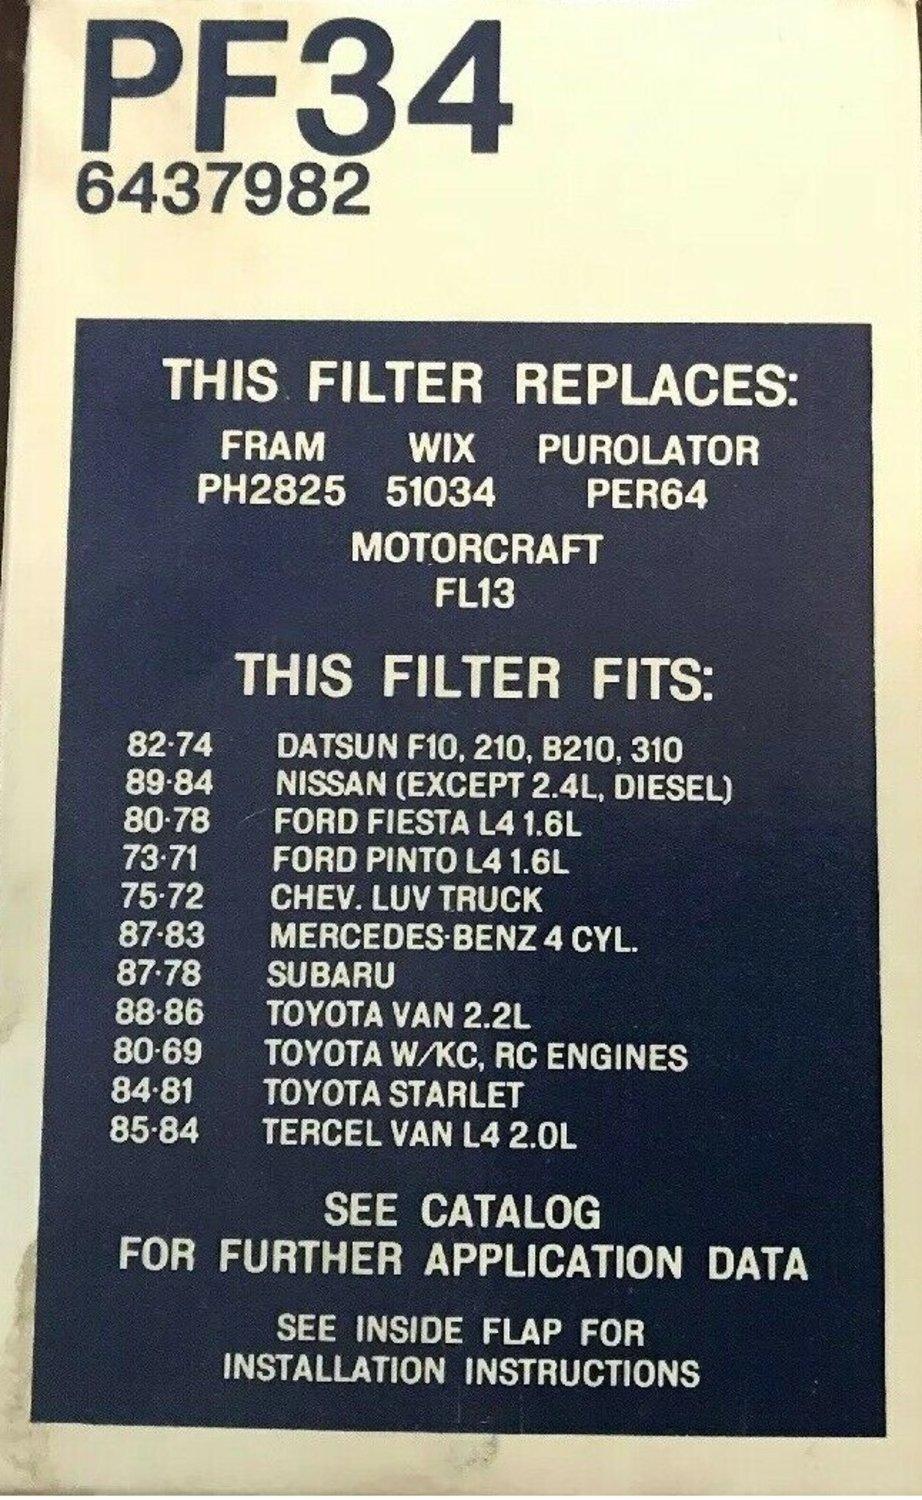 PF34
6437982
THIS FILTER REPLACES:
FRAM WIX PUROLATOR
PH2825 51034 PER64
MOTORCRAFT
FL13
THIS FILTER FITS:
82-74 DATSUN F10, 210, B210, 310
89-84 NISSAN (EXCEPT 2.4L, DIESEL)
80-78 FORD FIESTA L4 1.6L
73-71 FORD PINTO L4 1.6L
75-72 CHEV. LUV TRUCK
87-83 MERCEDES-BENZ 4 CYL.
87-78 SUBARU
88-86 TOYOTA VAN 2.2L
80-69 TOYOTA W/KC, RC ENGINES
84-81 TOYOTA STARLET
85-84 TERCEL VAN L4 2.0L
SEE CATALOG
FOR FURTHER APPLICATION DATA
SEE INSIDE FLAP FOR
INSTALLATION INSTRUCTIONS